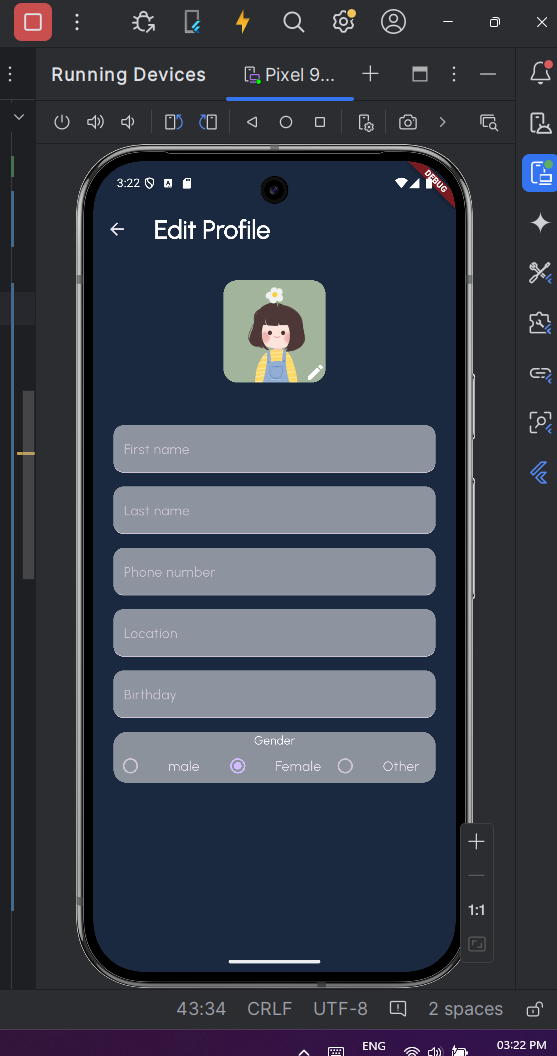 Running Devices
Pixel 9...
3:22
DEBUG
Edit Profile
First name
Last name
Phone number
Location
Birthday
Gender
male
Female
Other
1:1
43:34 CRLF UTF-8 2 spaces
ENG
03:22 PM